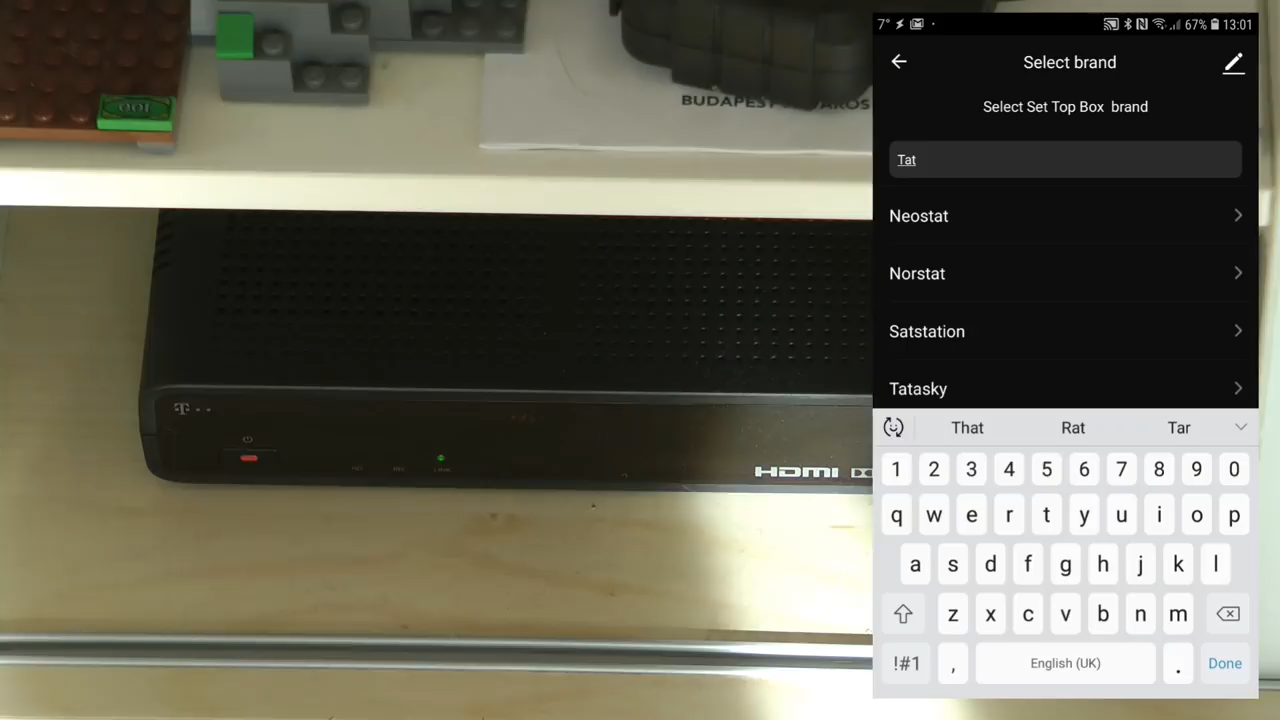 100
BUDAPEST
T
HDMI
7° 67% 13:01
Select brand
Select Set Top Box brand
Tat
Neostat
Norstat
Satstation
Tatasky
That Rat Tar
1 2 3 4 5 6 7 8 9 0
q w e r t y u i o p
a s d f g h j k l
z x c v b n m
!#1 , English (UK) . Done